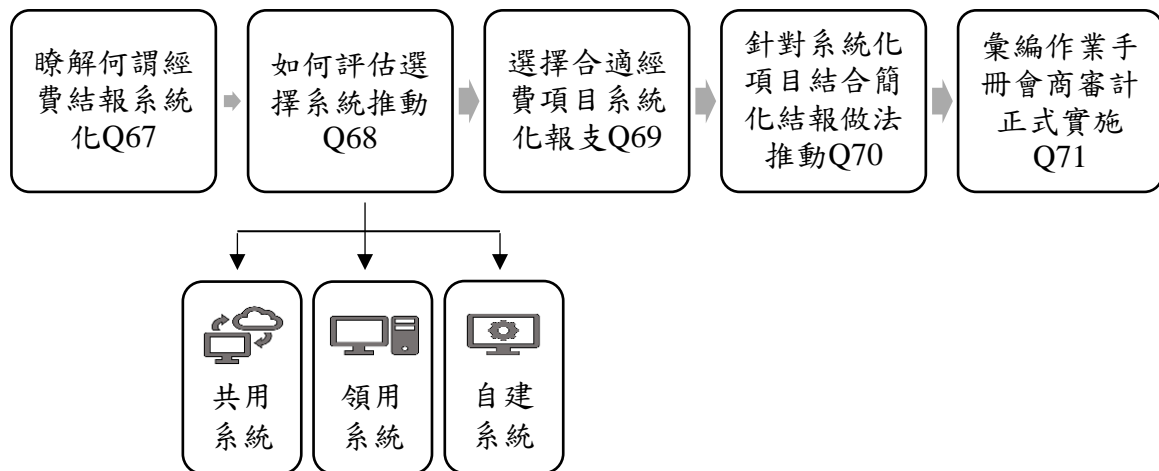 瞭解何謂經
費結報系統
化Q67
如何評估選
擇系統推動
Q68
選擇合適經
費項目系統
化報支Q69
針對系統化
項目結合簡
化結報做法
推動Q70
彙編作業手
冊會商審計
正式實施
Q71
共用
系統
領用
系統
自建
系統